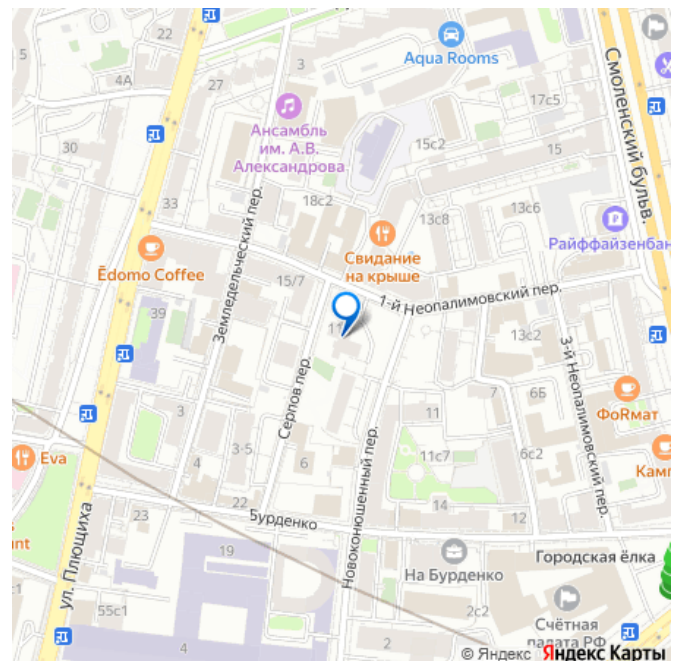 22
3
Aqua Rooms
5
4А
27
17с5
Ансамбль
им. А.В.
Александрова
15с2
Смоленский бульв.
30
15
18с2
33
13с8
13с6
Райффайзенбан
Ēdomo Coffee
Свидание
на крыше
Земледельческий пер.
15/7
1-й Неопалимовский пер.
39
11
13с2
3-й Неопалимовский пер.
Серпов пер.
6Б
ФоRмат
3
11
Новоконюшенный пер.
3-5
Eva
4
6
11с7
6с2
Камп
22
14
12
ул. Плющиха
23
Бурденко
nt
19
На Бурденко
Городская ёлка
55с1
2с2
Счётная
палата РФ
4
2
© Яндекс Яндекс Карты